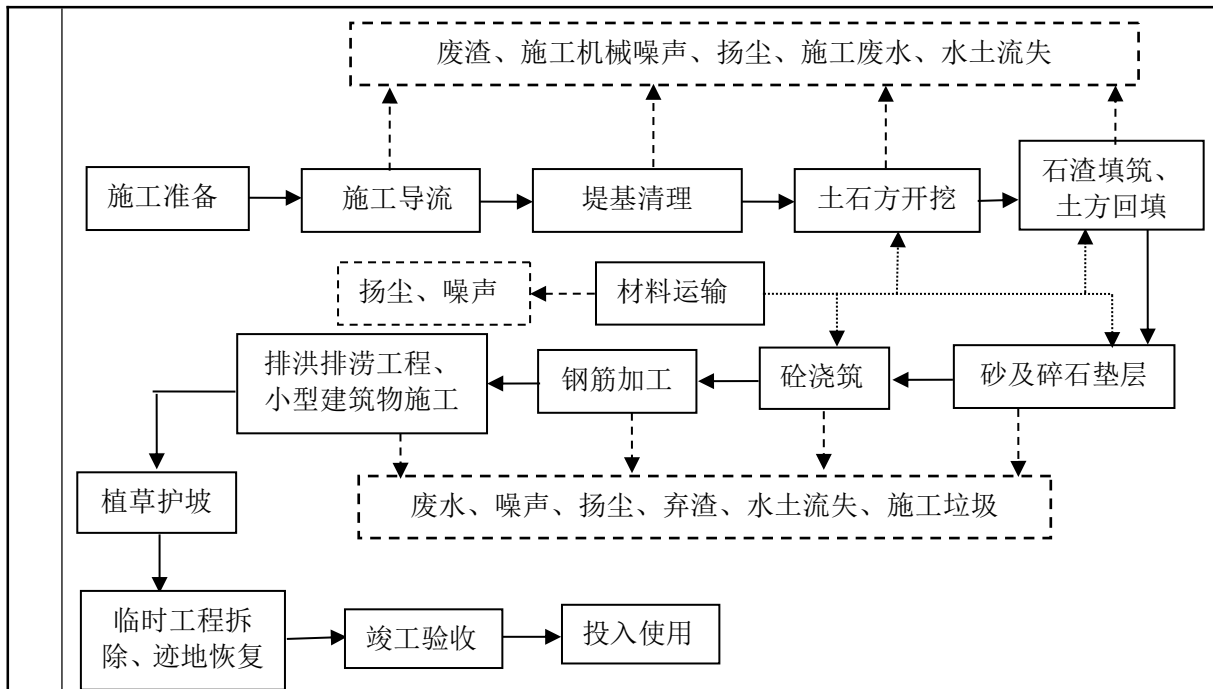 废渣、施工机械噪声、扬尘、施工废水、水土流失
施工准备
施工导流
堤基清理
土石方开挖
石渣填筑、
土方回填
扬尘、噪声
材料运输
排洪排涝工程、
小型建筑物施工
钢筋加工
砼浇筑
砂及碎石垫层
植草护坡
废水、噪声、扬尘、弃渣、水土流失、施工垃圾
临时工程拆
除、迹地恢复
竣工验收
投入使用